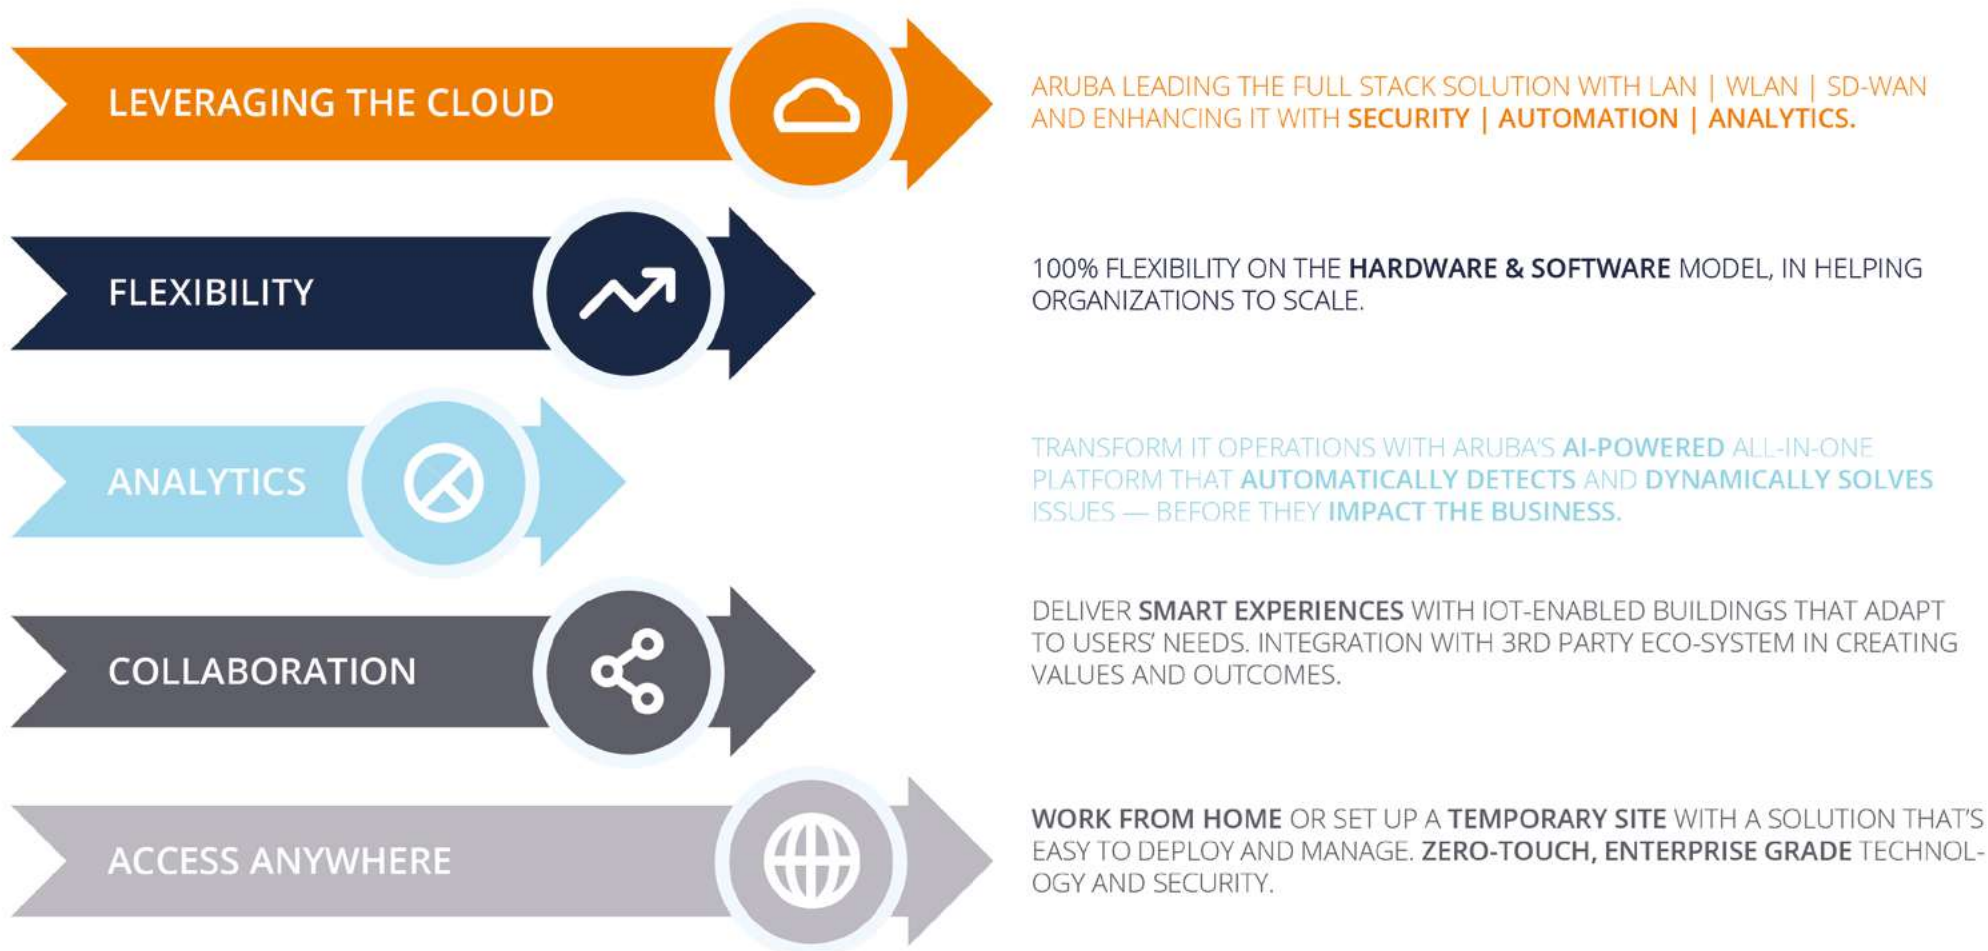 LEVERAGING THE CLOUD
ARUBA LEADING THE FULL STACK SOLUTION WITH LAN | WLAN | SD-WAN
AND ENHANCING IT WITH SECURITY | AUTOMATION | ANALYTICS.
FLEXIBILITY
100% FLEXIBILITY ON THE HARDWARE & SOFTWARE MODEL, IN HELPING
ORGANIZATIONS TO SCALE.
ANALYTICS
TRANSFORM IT OPERATIONS WITH ARUBA'S AI-POWERED ALL-IN-ONE
PLATFORM THAT AUTOMATICALLY DETECTS AND DYNAMICALLY SOLVES
ISSUES — BEFORE THEY IMPACT THE BUSINESS.
COLLABORATION
DELIVER SMART EXPERIENCES WITH IOT-ENABLED BUILDINGS THAT ADAPT
TO USERS' NEEDS. INTEGRATION WITH 3RD PARTY ECO-SYSTEM IN CREATING
VALUES AND OUTCOMES.
ACCESS ANYWHERE
WORK FROM HOME OR SET UP A TEMPORARY SITE WITH A SOLUTION THAT'S
EASY TO DEPLOY AND MANAGE. ZERO-TOUCH, ENTERPRISE GRADE TECHNOL-
OGY AND SECURITY.